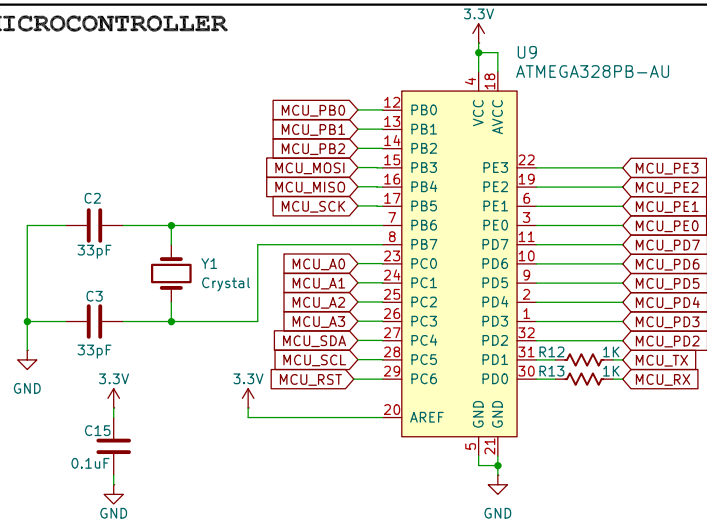 MICROCONTROLLER
3.3V
U9
ATMEGA328PB-AU
4 18
VCC AVCC
MCU_PB0 12 PB0
MCU_PB1 13 PB1
MCU_PB2 14 PB2
MCU_MOSI 15 PB3 PE3 22 MCU_PE3
MCU_MISO 16 PB4 PE2 19 MCU_PE2
MCU_SCK 17 PB5 PE1 6 MCU_PE1
C2 7 PB6 PE0 3 MCU_PE0
33pF 8 PB7 PD7 11 MCU_PD7
Y1 MCU_A0 23 PC0 PD6 10 MCU_PD6
Crystal MCU_A1 24 PC1 PD5 9 MCU_PD5
C3 MCU_A2 25 PC2 PD4 2 MCU_PD4
MCU_A3 26 PC3 PD3 1 MCU_PD3
33pF MCU_SDA 27 PC4 PD2 32 MCU_PD2
MCU_SCL 28 PC5 PD1 31 R12 1K MCU_TX
MCU_RST 29 PC6 PD0 30 R13 1K MCU_RX
GND 3.3V 3.3V
20 AREF GND GND
C15
0.1uF
5 21
GND GND